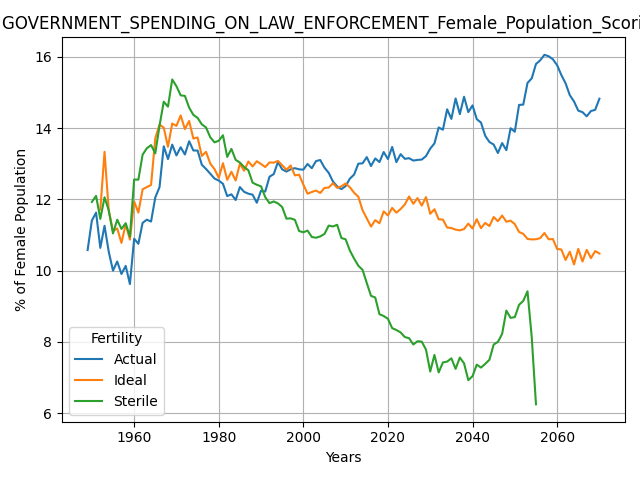 GOVERNMENT_SPENDING_ON_LAW_ENFORCEMENT_Female_Population_Scori
% of Female Population
16
14
12
10
8
6
Fertility
Actual
Ideal
Sterile
1960 1980 2000 2020 2040 2060
Years